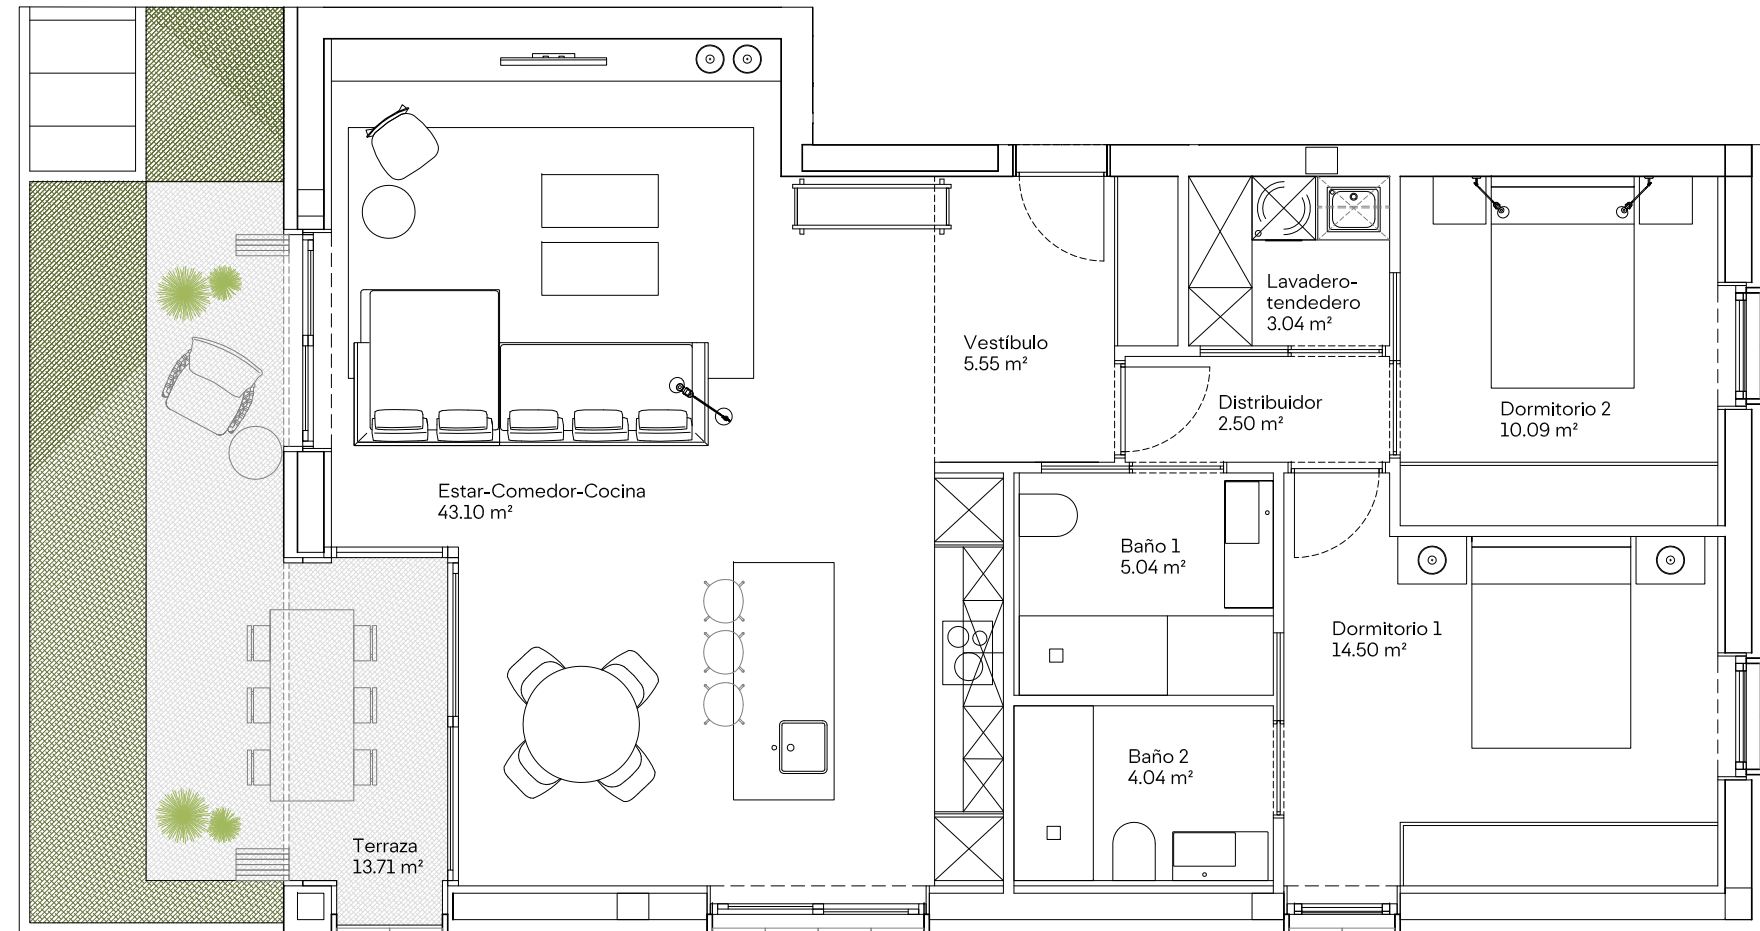 Lavadero-
tendedero
3.04 m²
Vestíbulo
5.55 m²
Distribuidor
2.50 m²
Dormitorio 2
10.09 m²
Estar-Comedor-Cocina
43.10 m²
Baño 1
5.04 m²
Dormitorio 1
14.50 m²
Baño 2
4.04 m²
Terraza
13.71 m²